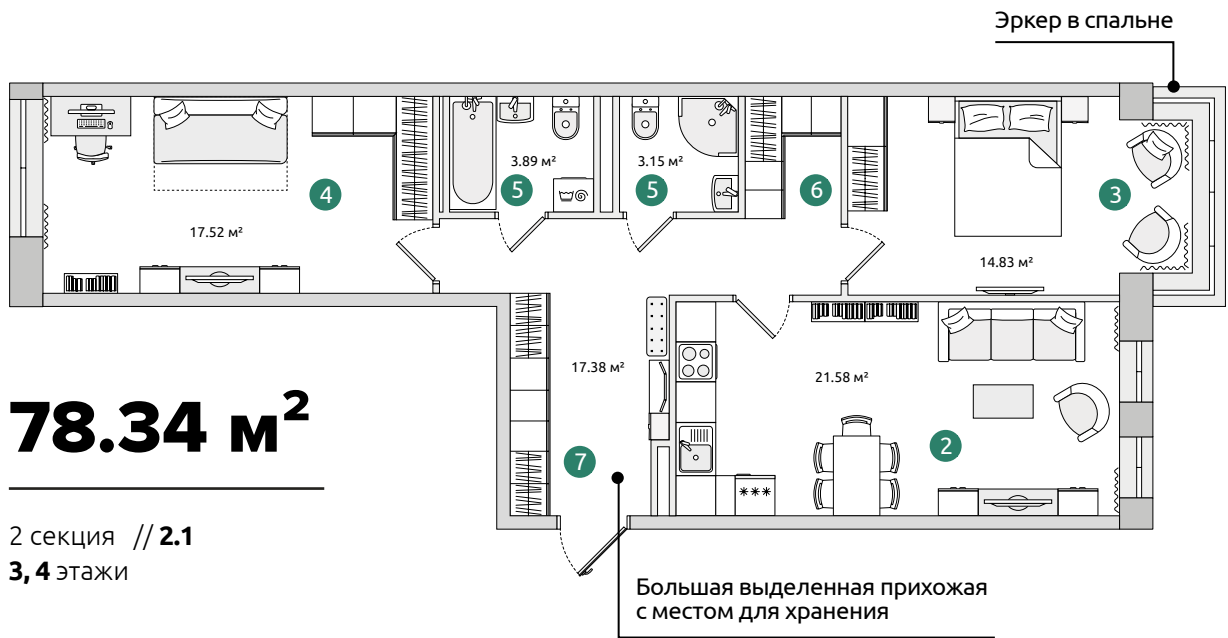 Эркер в спальне
3.89 м²
3.15 м²
5
5
4
6
3
17.52 м²
14.83 м²
17.38 м²
21.58 м²
78.34 м²
2
7
2 секция // 2.1
3, 4 этажи
Большая выделенная прихожая
с местом для хранения